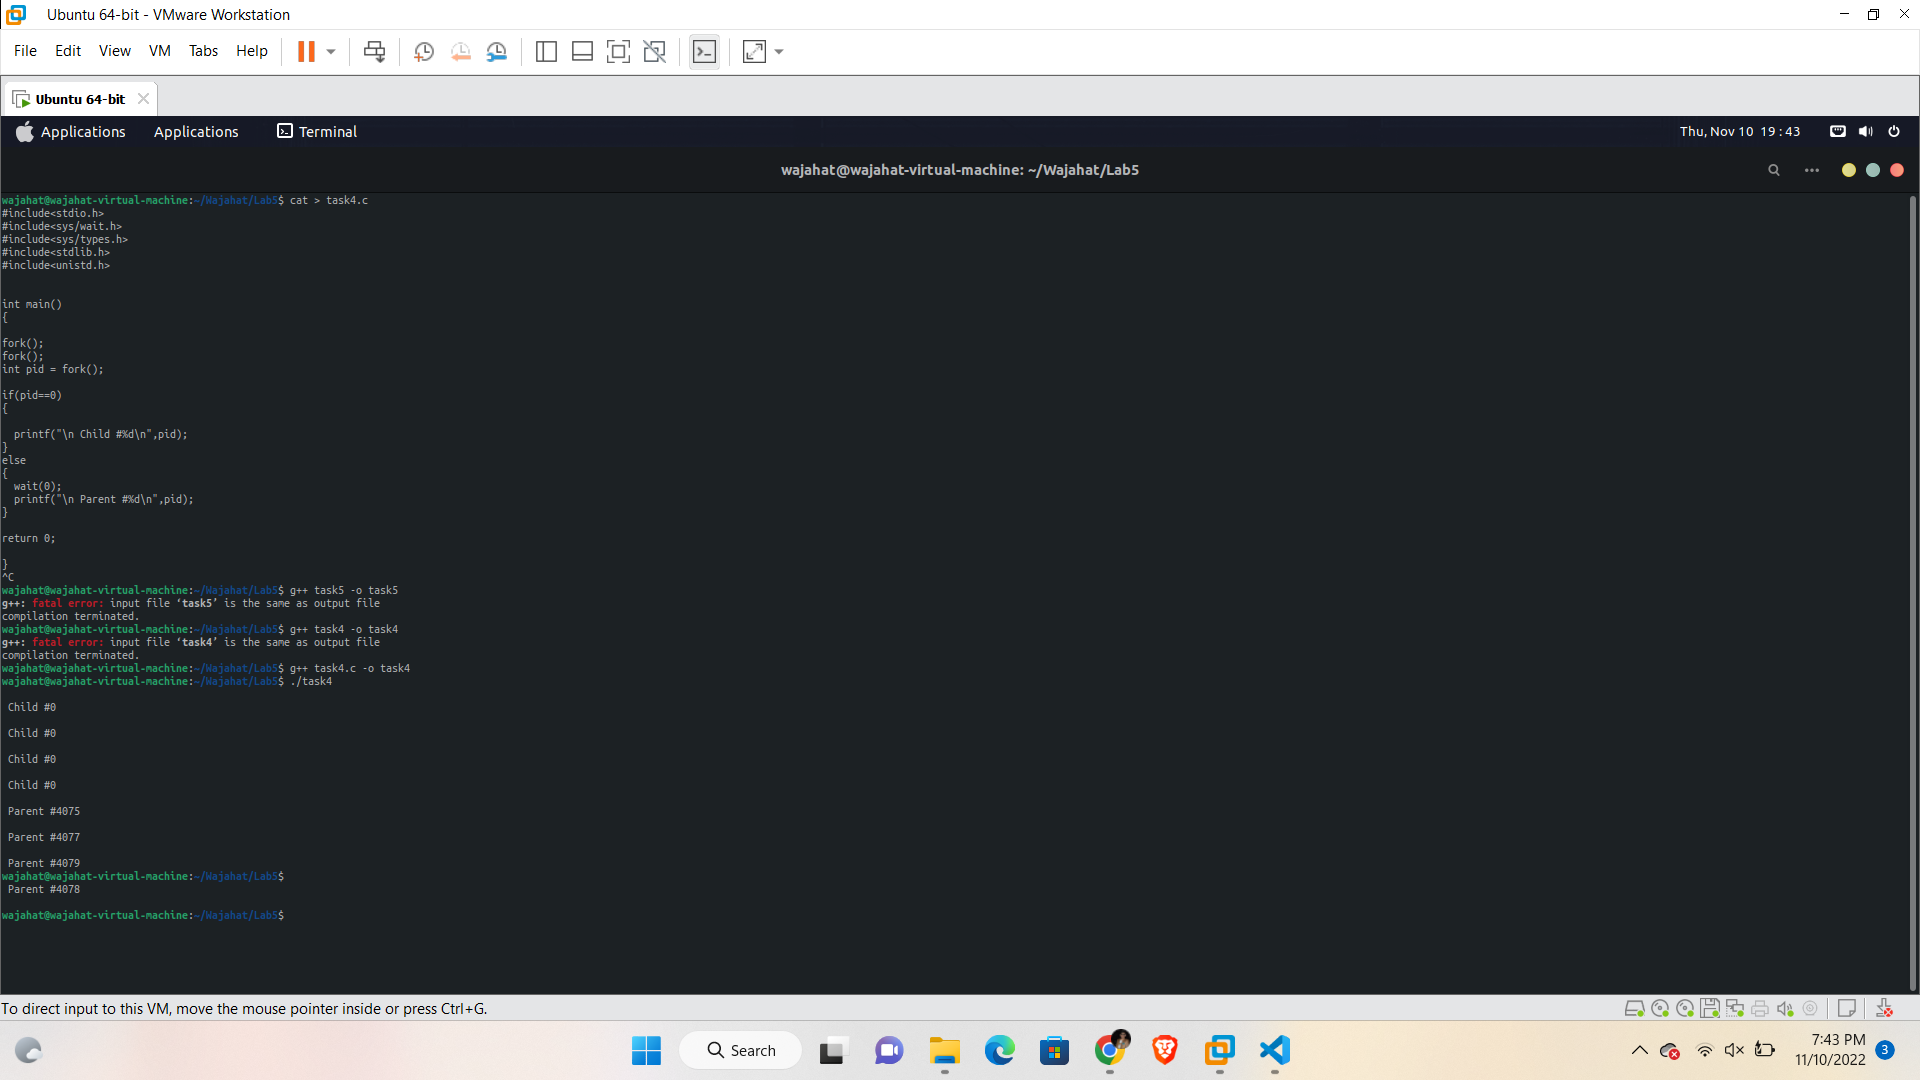 Ubuntu 64-bit - VMware Workstation
File Edit View VM Tabs Help
Ubuntu 64-bit
Applications Applications Terminal Thu, Nov 10 19:43
wajahat@wajahat-virtual-machine: ~/Wajahat/Lab5
wajahat@wajahat-virtual-machine:~/Wajahat/Lab5$ cat > task4.c
#include<stdio.h>
#include<sys/wait.h>
#include<sys/types.h>
#include<stdlib.h>
#include<unistd.h>
int main()
{
fork();
fork();
int pid = fork();
if(pid==0)
{
printf("\n Child #%d\n",pid);
}
else
{
wait(0);
printf("\n Parent #%d\n",pid);
}
return 0;
}
^C
wajahat@wajahat-virtual-machine:~/Wajahat/Lab5$ g++ task5 -o task5
g++: fatal error: input file ‘task5’ is the same as output file
compilation terminated.
wajahat@wajahat-virtual-machine:~/Wajahat/Lab5$ g++ task4 -o task4
g++: fatal error: input file ‘task4’ is the same as output file
compilation terminated.
wajahat@wajahat-virtual-machine:~/Wajahat/Lab5$ g++ task4.c -o task4
wajahat@wajahat-virtual-machine:~/Wajahat/Lab5$ ./task4
Child #0
Child #0
Child #0
Child #0
Parent #4075
Parent #4077
Parent #4079
wajahat@wajahat-virtual-machine:~/Wajahat/Lab5$
Parent #4078
wajahat@wajahat-virtual-machine:~/Wajahat/Lab5$
To direct input to this VM, move the mouse pointer inside or press Ctrl+G.
Search
7:43 PM
11/10/2022
3